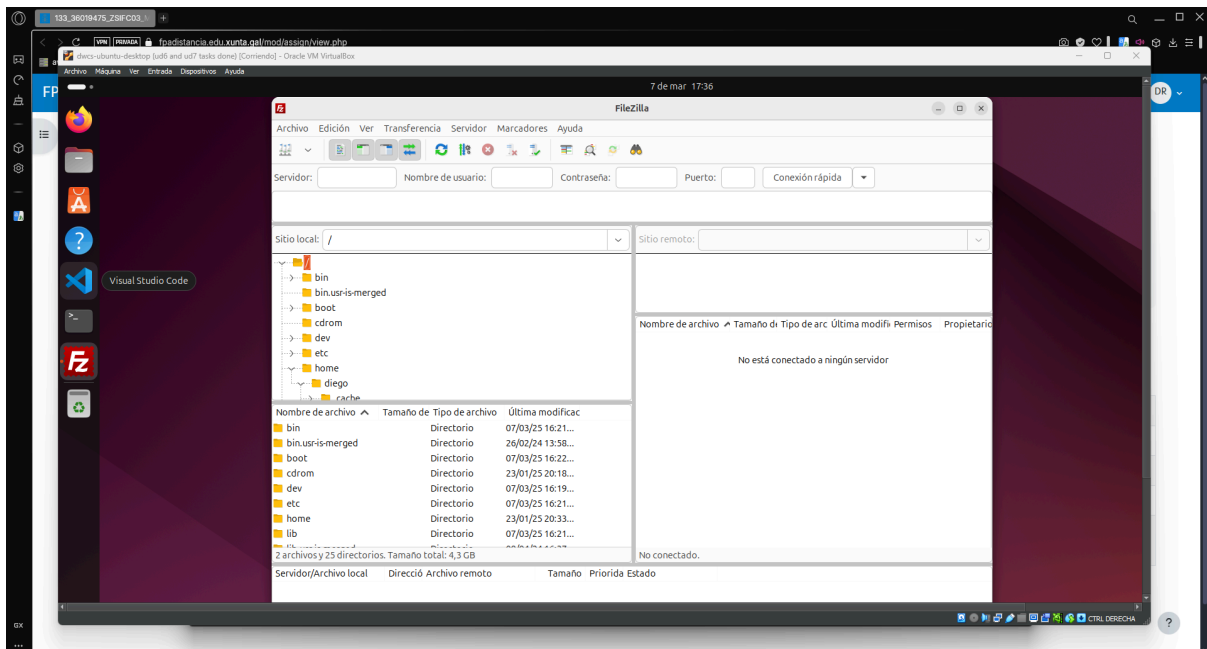 133_36019475_ZSIFC03_
VPN PRIVADA fpadistancia.edu.xunta.gal/mod/assign/view.php
dwcs-ubuntu-desktop (ud6 and ud7 tasks done) [Corriendo] - Oracle VM VirtualBox
Archivo Máquina Ver Entrada Dispositivos Ayuda
7 de mar 17:36
FP
DR
FileZilla
Archivo Edición Ver Transferencia Servidor Marcadores Ayuda
Servidor: Nombre de usuario: Contraseña: Puerto: Conexión rápida
Sitio local: / Sitio remoto:
/
bin
Visual Studio Code
bin.usr-is-merged
boot
cdrom
dev
etc
home
diego
.cache
Nombre de archivo Tamaño de Tipo de arc Última modifi Permisos Propietario
No está conectado a ningún servidor
Nombre de archivo Tamaño de Tipo de archivo Última modificac
bin Directorio 07/03/25 16:21...
bin.usr-is-merged Directorio 26/02/24 13:58...
boot Directorio 07/03/25 16:22...
cdrom Directorio 23/01/25 20:18...
dev Directorio 07/03/25 16:19...
etc Directorio 07/03/25 16:21...
home Directorio 23/01/25 20:33...
lib Directorio 07/03/25 16:21...
2 archivos y 25 directorios. Tamaño total: 4,3 GB
No conectado.
Servidor/Archivo local Direcció Archivo remoto Tamaño Priorida Estado
CTRL DERECHA
GX